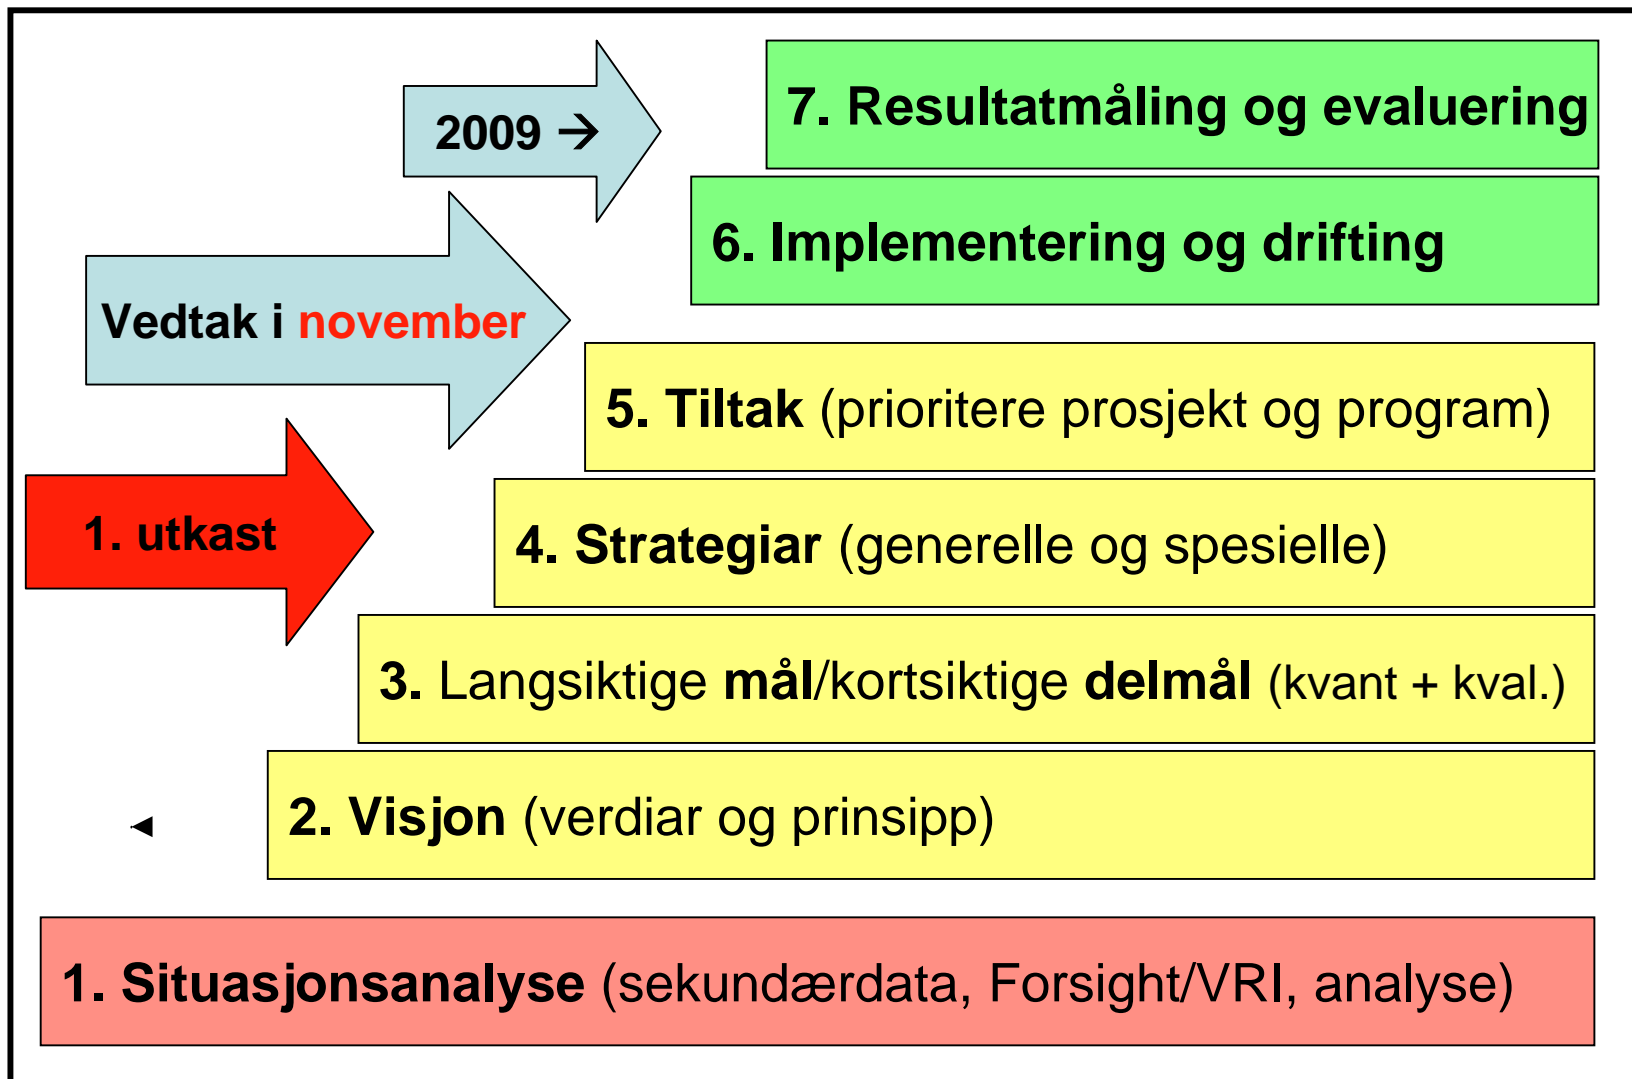 2009 →
7. Resultatmåling og evaluering
6. Implementering og drifting
Vedtak i november
5. Tiltak (prioritere prosjekt og program)
1. utkast
4. Strategiar (generelle og spesielle)
3. Langsiktige mål/kortsiktige delmål (kvant + kval.)
2. Visjon (verdiar og prinsipp)
1. Situasjonsanalyse (sekundærdata, Forsight/VRI, analyse)